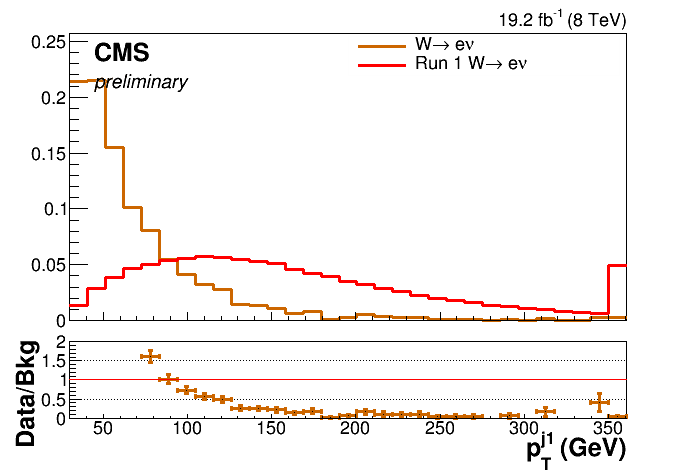 19.2 fb-1 (8 TeV)
CMS
preliminary
W→ eν
Run 1 W→ eν
0.25
0.2
0.15
0.1
0.05
0
Data/Bkg
2
1.5
1
0.5
0
50 100 150 200 250 300 350
pTj1 (GeV)